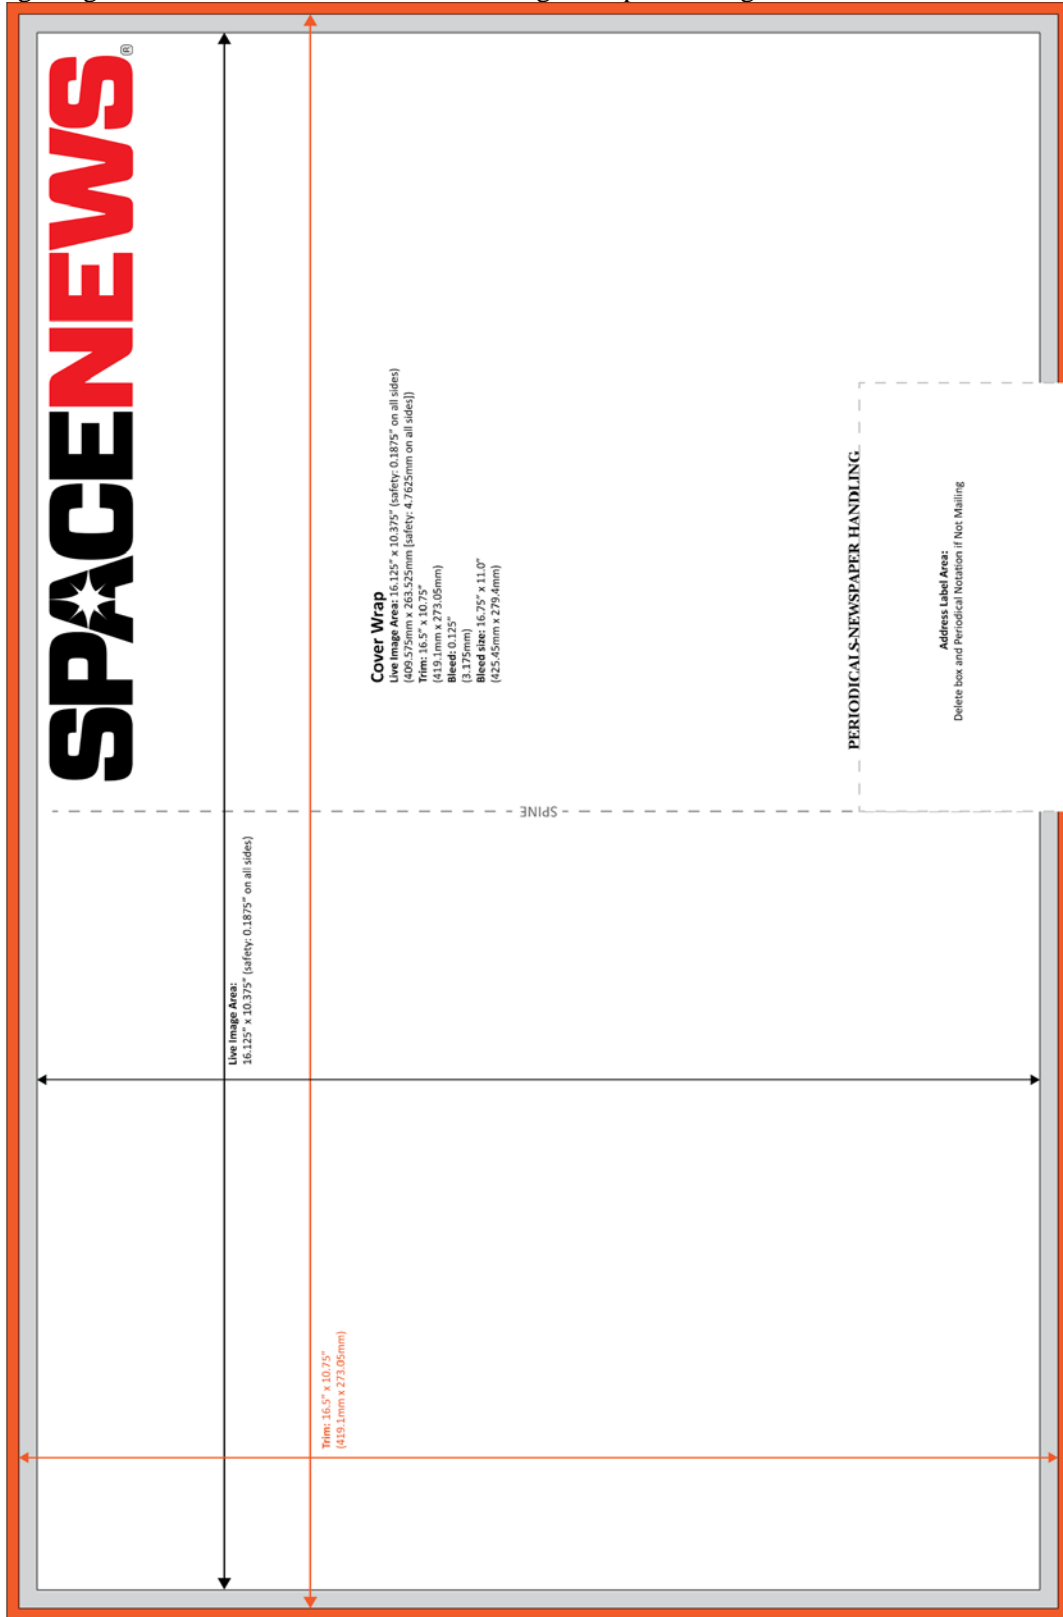 SPACENEWS®
Cover Wrap
Live Image Area: 16.125" x 10.375" (safety: 0.1875" on all sides)
(409.575mm x 263.525mm [safety: 4.7625mm on all sides])
Trim: 16.5" x 10.75"
(419.1mm x 273.05mm)
Bleed: 0.125"
(3.175mm)
Bleed size: 16.75" x 11.0"
(425.45mm x 279.4mm)
PERIODICALS-NEWSPAPER HANDLING
Address Label Area:
Delete box and Periodical Notation if Not Mailing
SPINE
Live Image Area:
16.125" x 10.375" (safety: 0.1875" on all sides)
Trim: 16.5" x 10.75"
(419.1mm x 273.05mm)